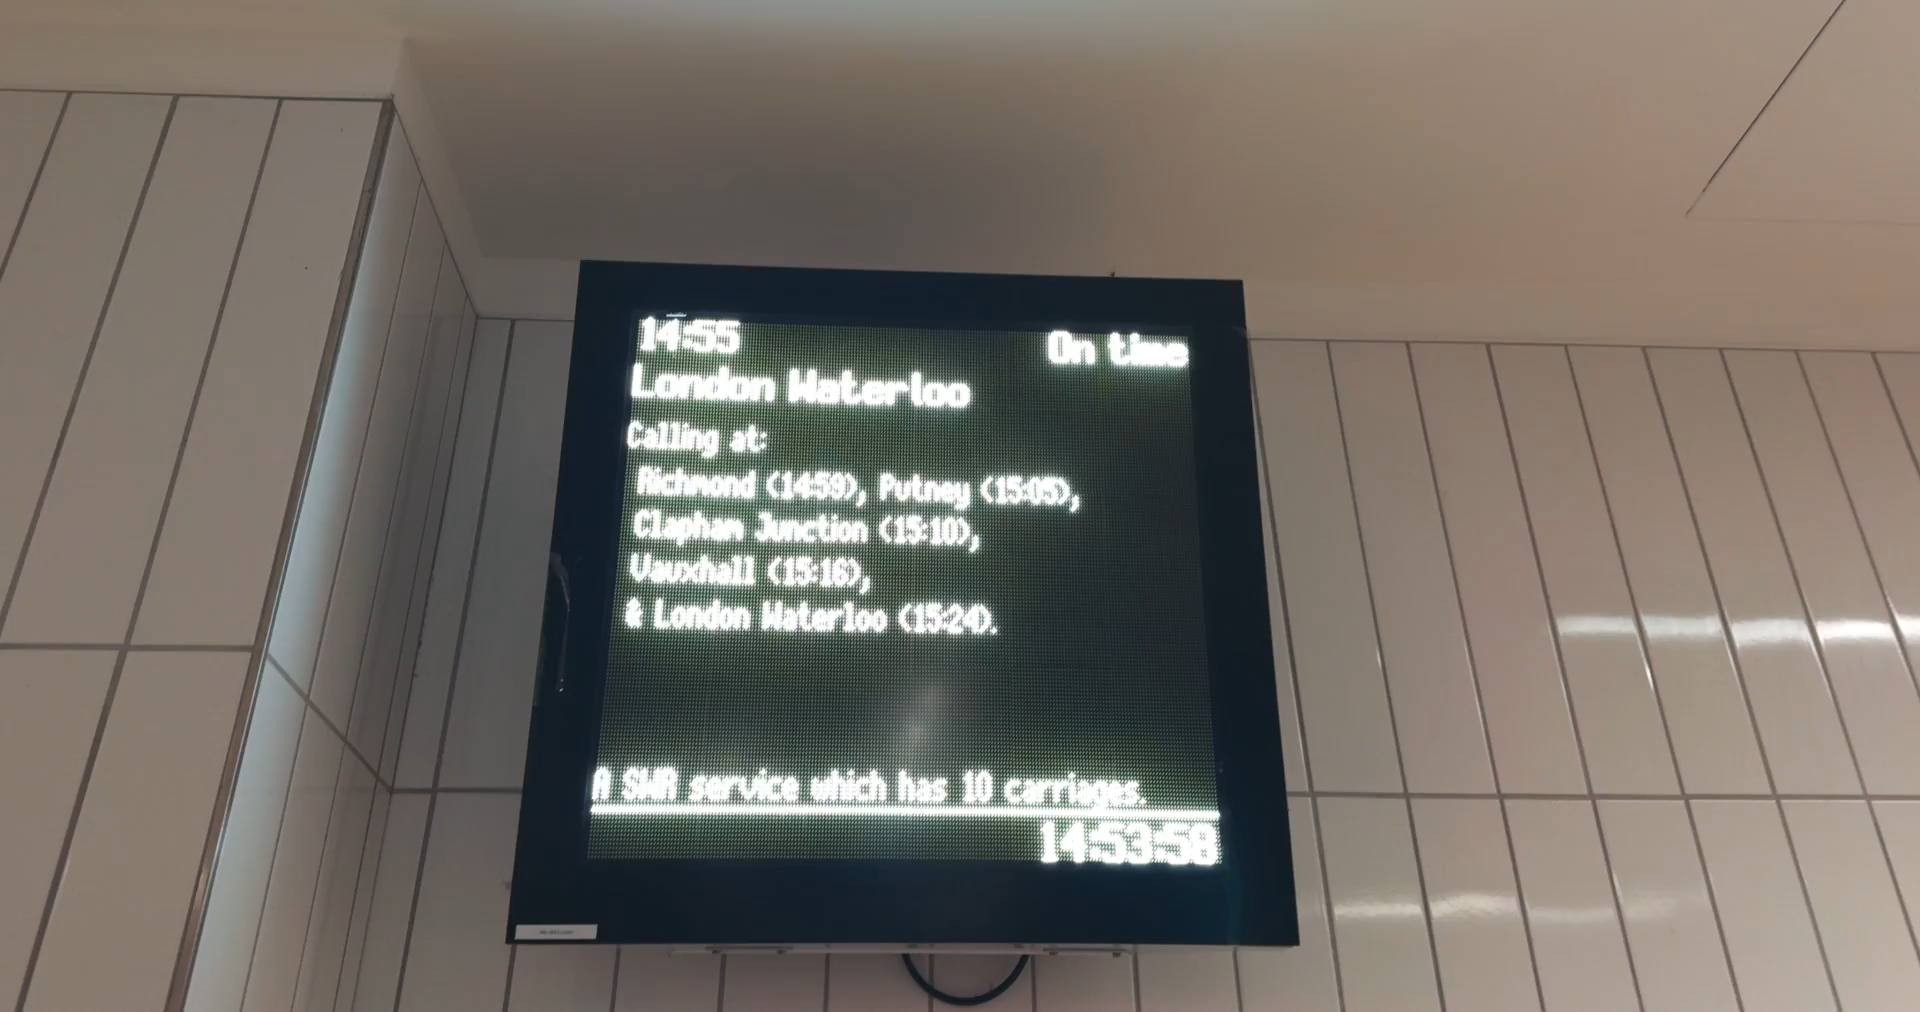 14:55 On time
London Waterloo
Calling at:
Richmond (14:59), Putney (15:05),
Clapham Junction (15:10),
Vauxhall (15:16),
& London Waterloo (15:24).
A SWR service which has 10 carriages.
14:53:58